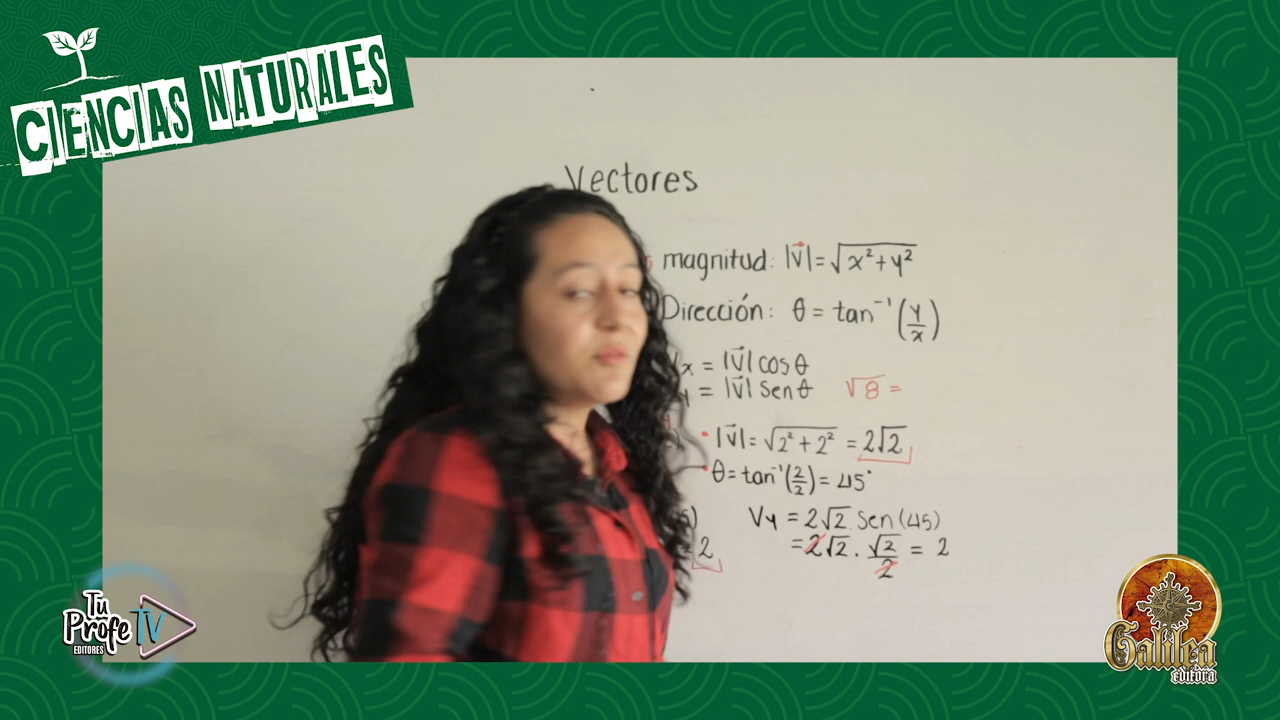 CIENCIAS NATURALES
Vectores
magnitud: |v⃗| = √x²+y²
Dirección: θ = tan⁻¹(y/x)
x = |v⃗| cos θ
y = |v⃗| Sen θ √8 =
• |v⃗| = √2²+2² = 2√2
• θ = tan⁻¹(2/2) = 45°
5) Vy = 2√2 Sen (45)
2 = 2√2 · √2/2 = 2
Tu
Profe TV
EDITORES
Galilea
editora